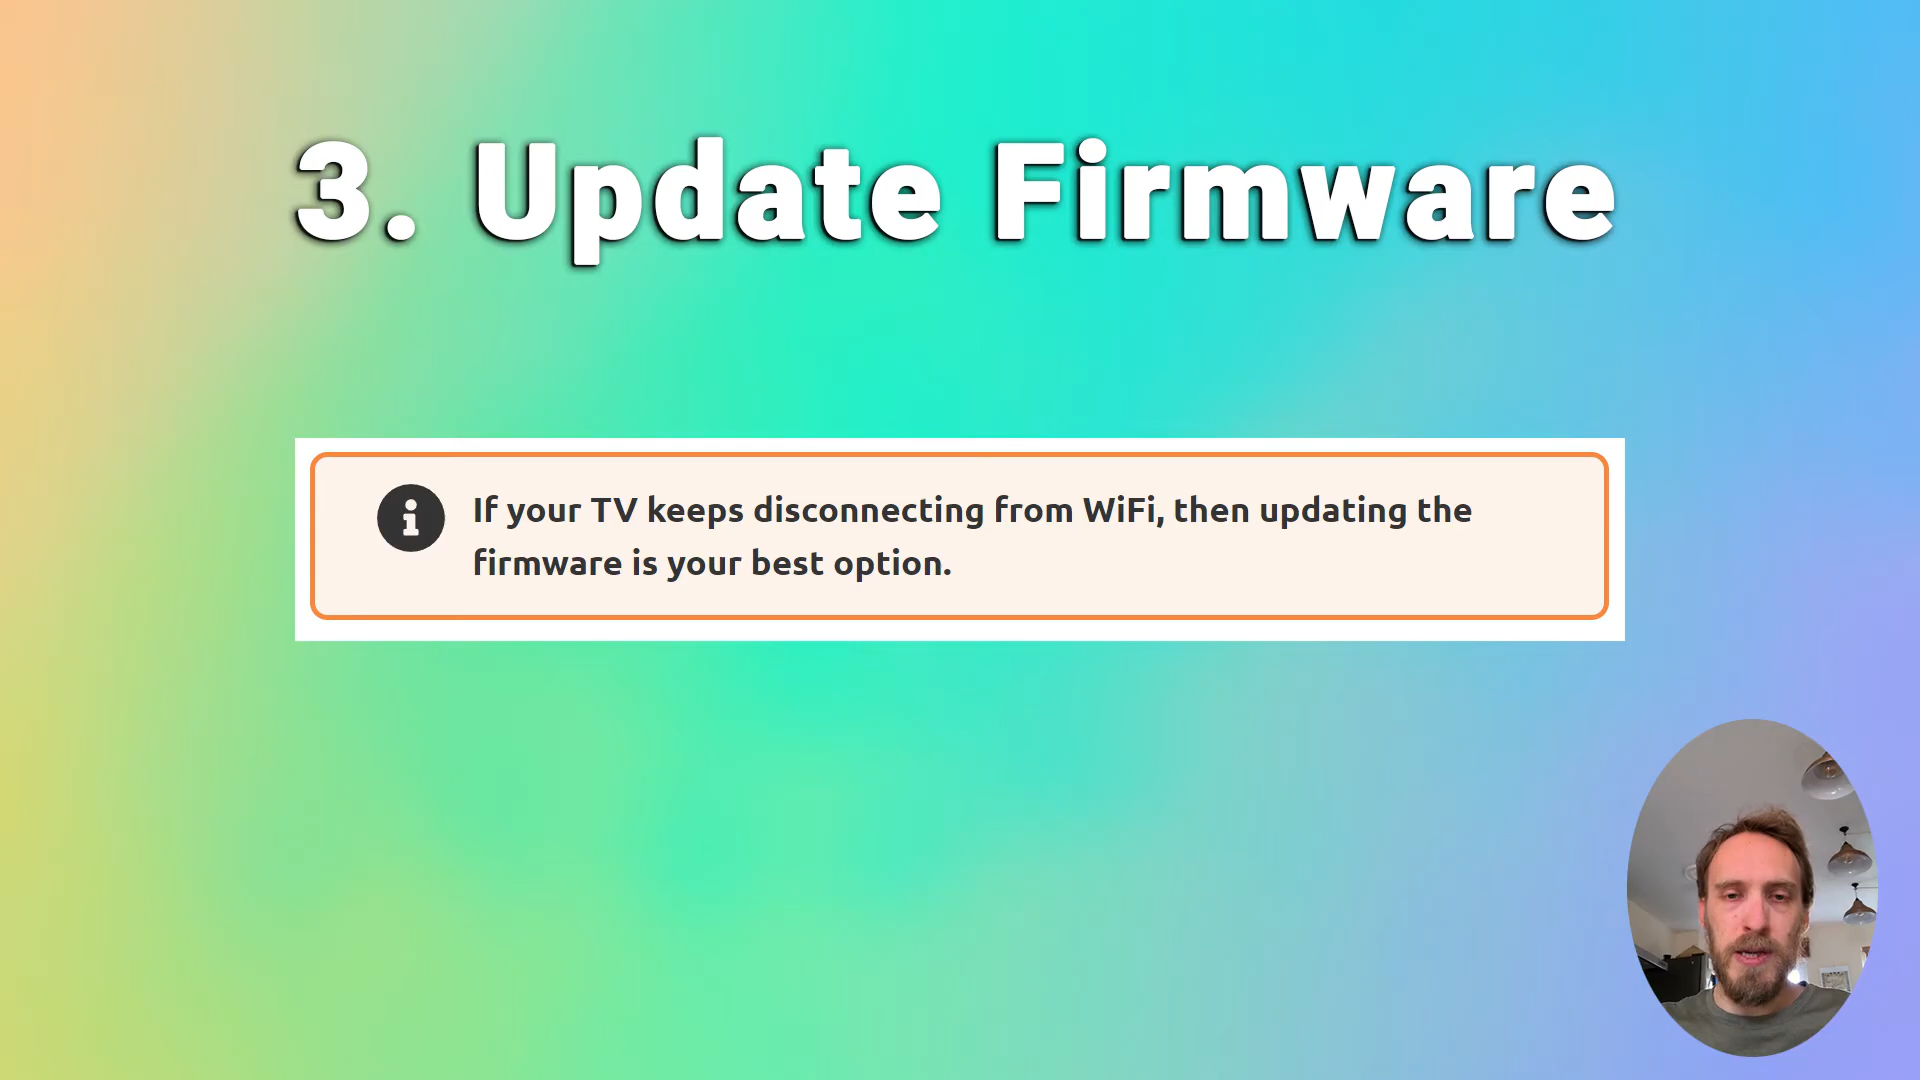 3. Update Firmware
If your TV keeps disconnecting from WiFi, then updating the
firmware is your best option.